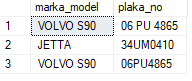 marka_model plaka_no
1 VOLVO S90 06 PU 4865
2 JETTA 34UM0410
3 VOLVO S90 06PU4865